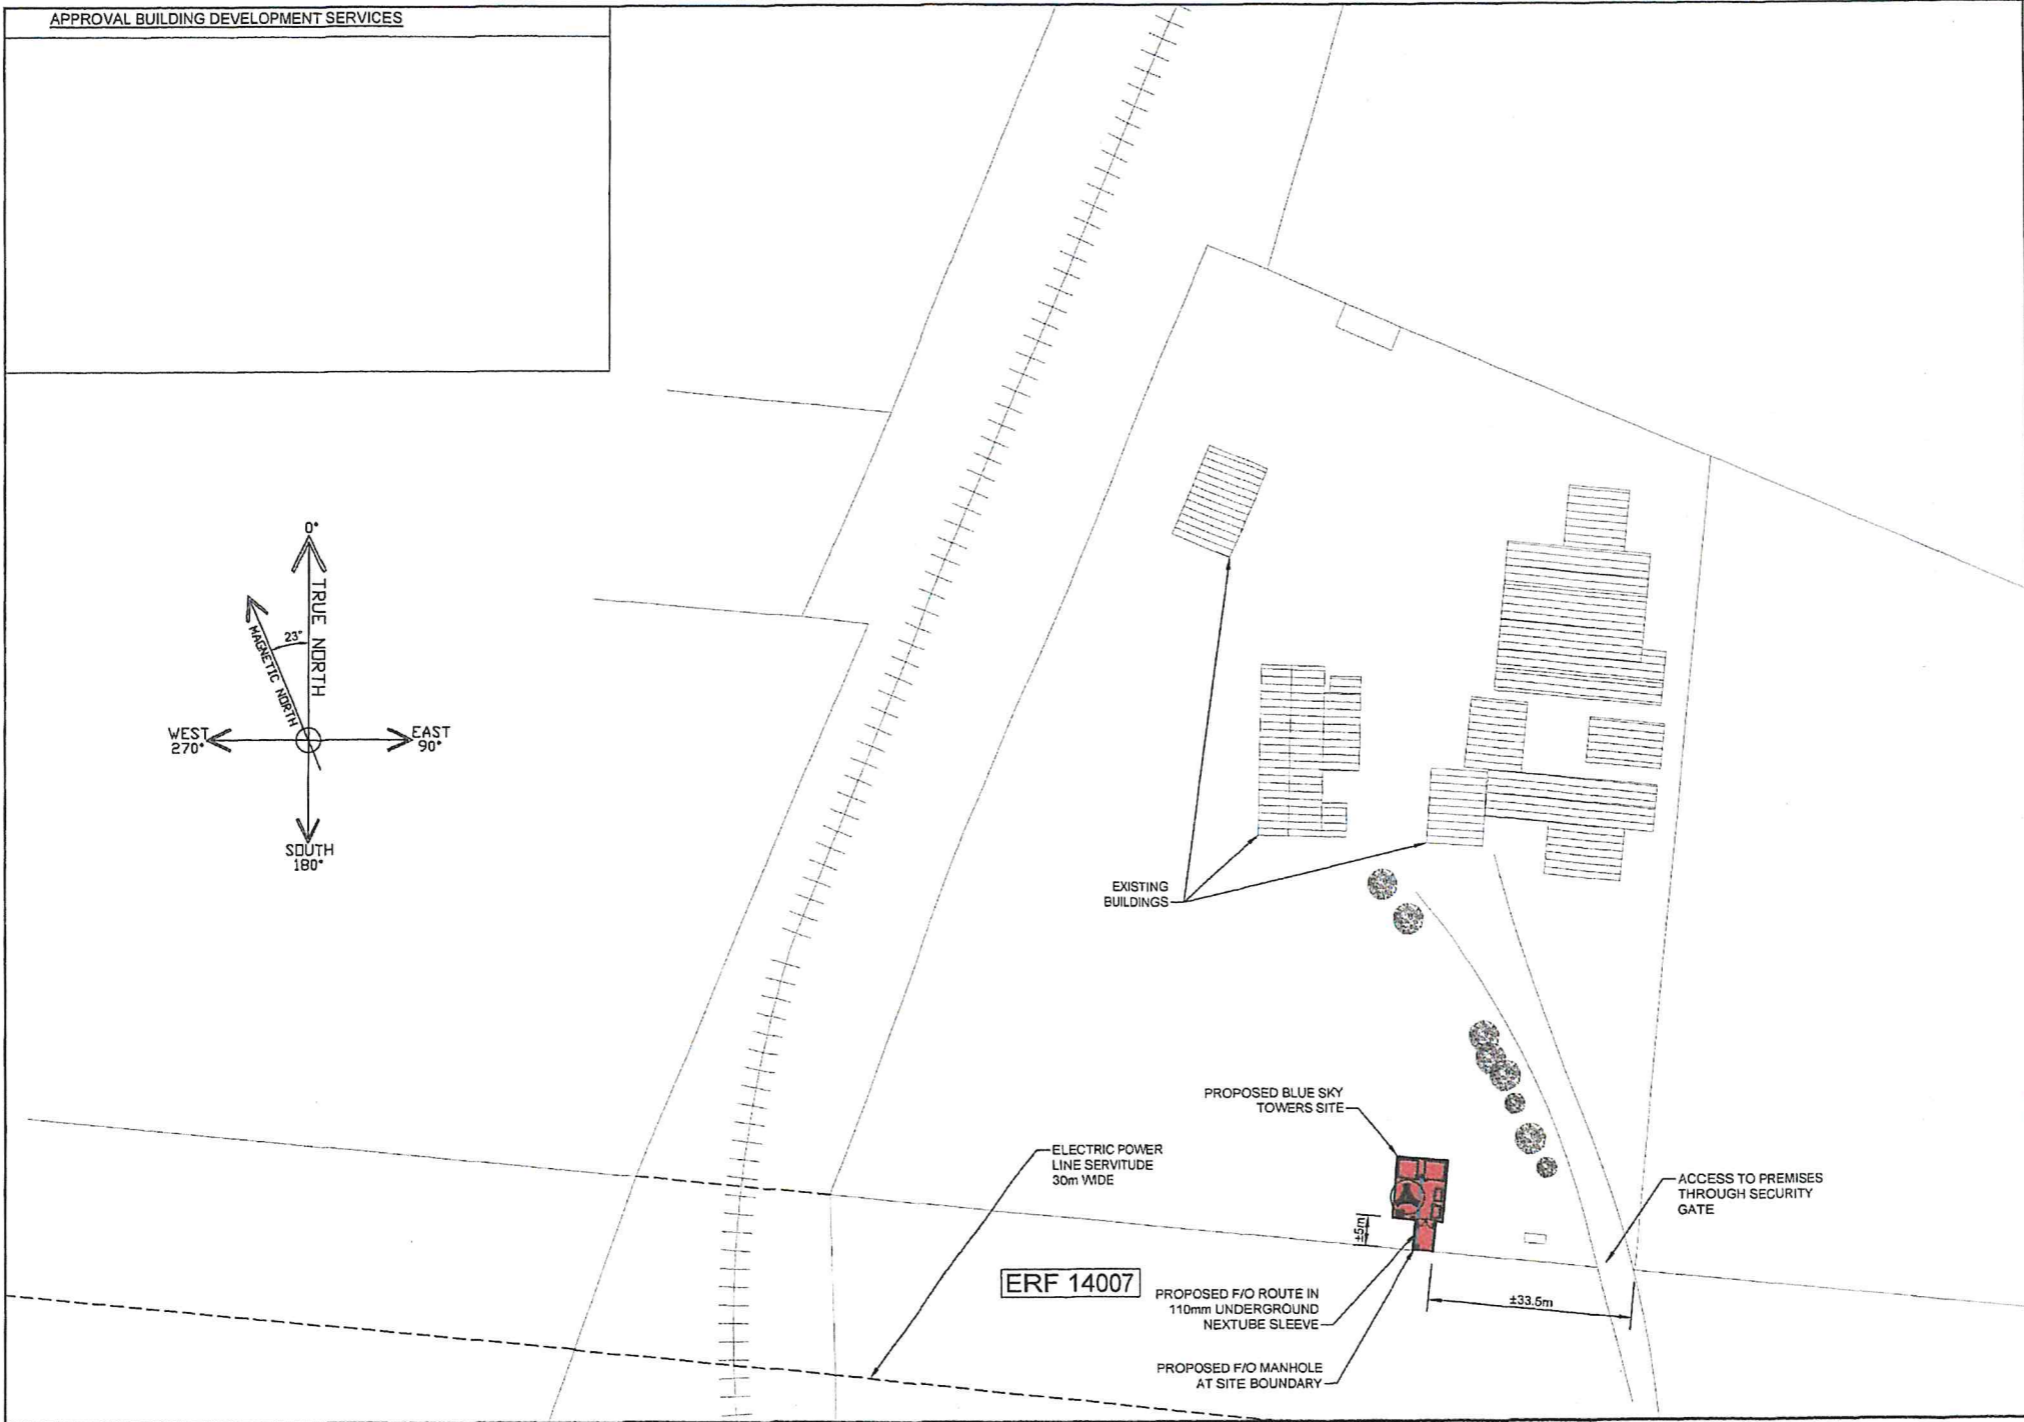 APPROVAL BUILDING DEVELOPMENT SERVICES
0°
TRUE NORTH
23°
MAGNETIC NORTH
WEST
270°
EAST
90°
SOUTH
180°
EXISTING
BUILDINGS
PROPOSED BLUE SKY
TOWERS SITE
ELECTRIC POWER
LINE SERVITUDE
30m WIDE
ACCESS TO PREMISES
THROUGH SECURITY
GATE
±5m
ERF 14007
PROPOSED F/O ROUTE IN
110mm UNDERGROUND
NEXTUBE SLEEVE
±33.5m
PROPOSED F/O MANHOLE
AT SITE BOUNDARY